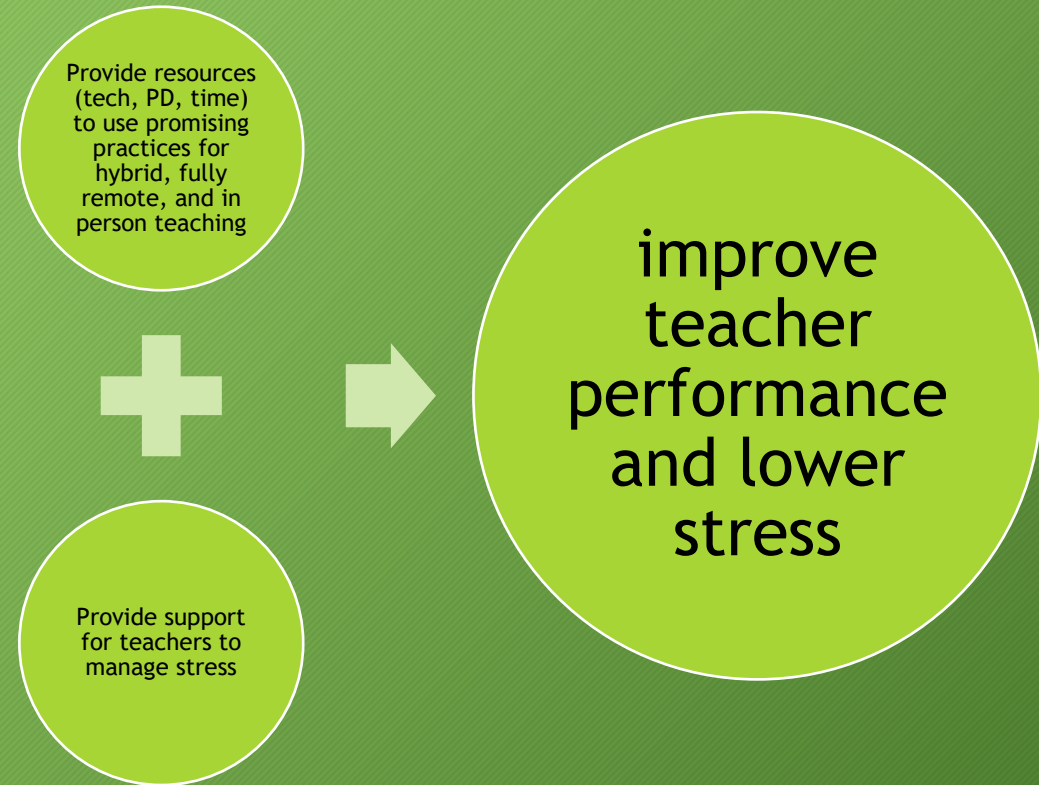 Provide resources
(tech, PD, time)
to use promising
practices for
hybrid, fully
remote, and in
person teaching
Provide support
for teachers to
manage stress
improve
teacher
performance
and lower
stress